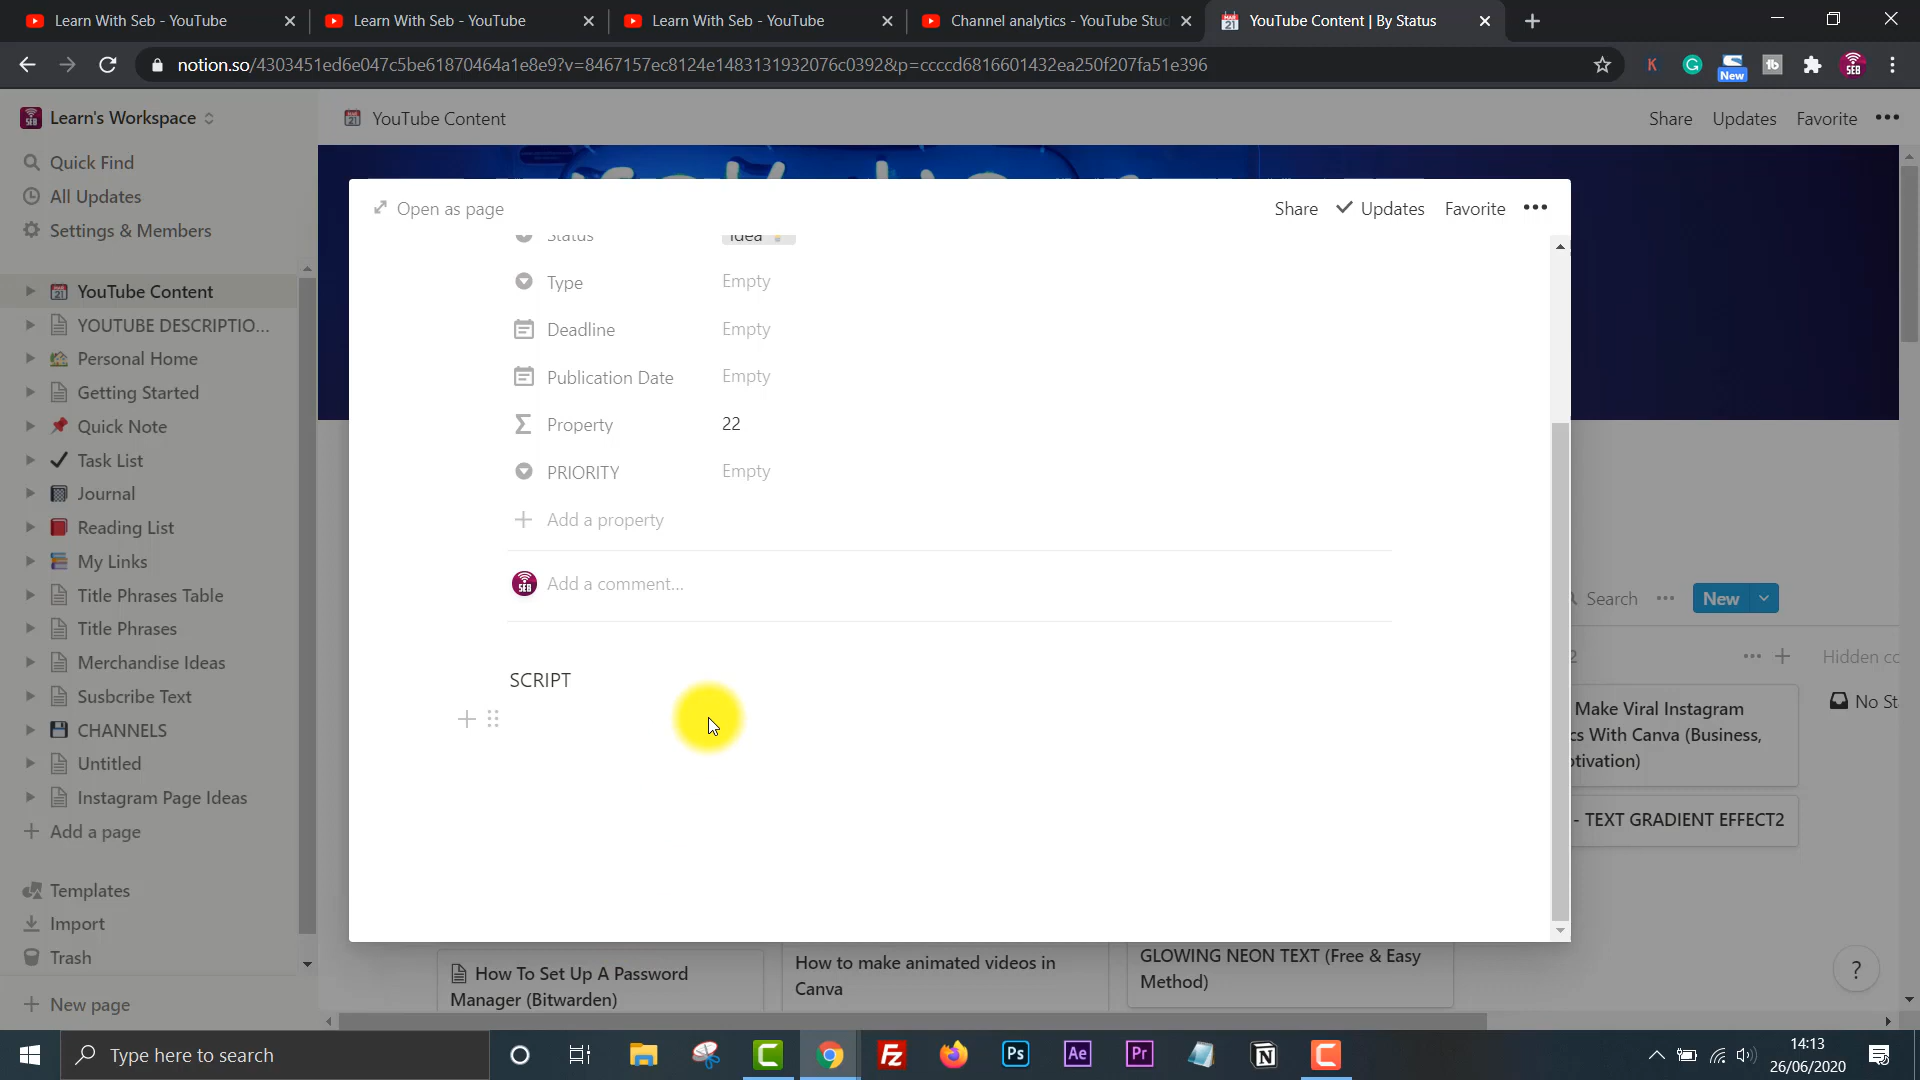 Learn With Seb - YouTube
Learn With Seb - YouTube
Learn With Seb - YouTube
Channel analytics - YouTube Stu
YouTube Content | By Status
notion.so/4303451ed6e047c5be61870464a1e8e9?v=8467157ec8124e1483131932076c0392&p=ccccd6816601432ea250f207fa51e396
New
SEB
Learn's Workspace
YouTube Content
Share
Updates
Favorite
Quick Find
All Updates
Settings & Members
YouTube Content
YOUTUBE DESCRIPTIO...
Personal Home
Getting Started
Quick Note
Task List
Journal
Reading List
My Links
Title Phrases Table
Title Phrases
Merchandise Ideas
Susbcribe Text
CHANNELS
Untitled
Instagram Page Ideas
Add a page
Templates
Import
Trash
New page
Open as page
Share
Updates
Favorite
Status
Idea
Type
Empty
Deadline
Empty
Publication Date
Empty
Property
22
PRIORITY
Empty
Add a property
Add a comment...
SCRIPT
Search
New
2
Hidden co
Make Viral Instagram
cs With Canva (Business,
otivation)
No St
- TEXT GRADIENT EFFECT2
How To Set Up A Password
Manager (Bitwarden)
How to make animated videos in
Canva
GLOWING NEON TEXT (Free & Easy
Method)
?
Type here to search
14:13
26/06/2020